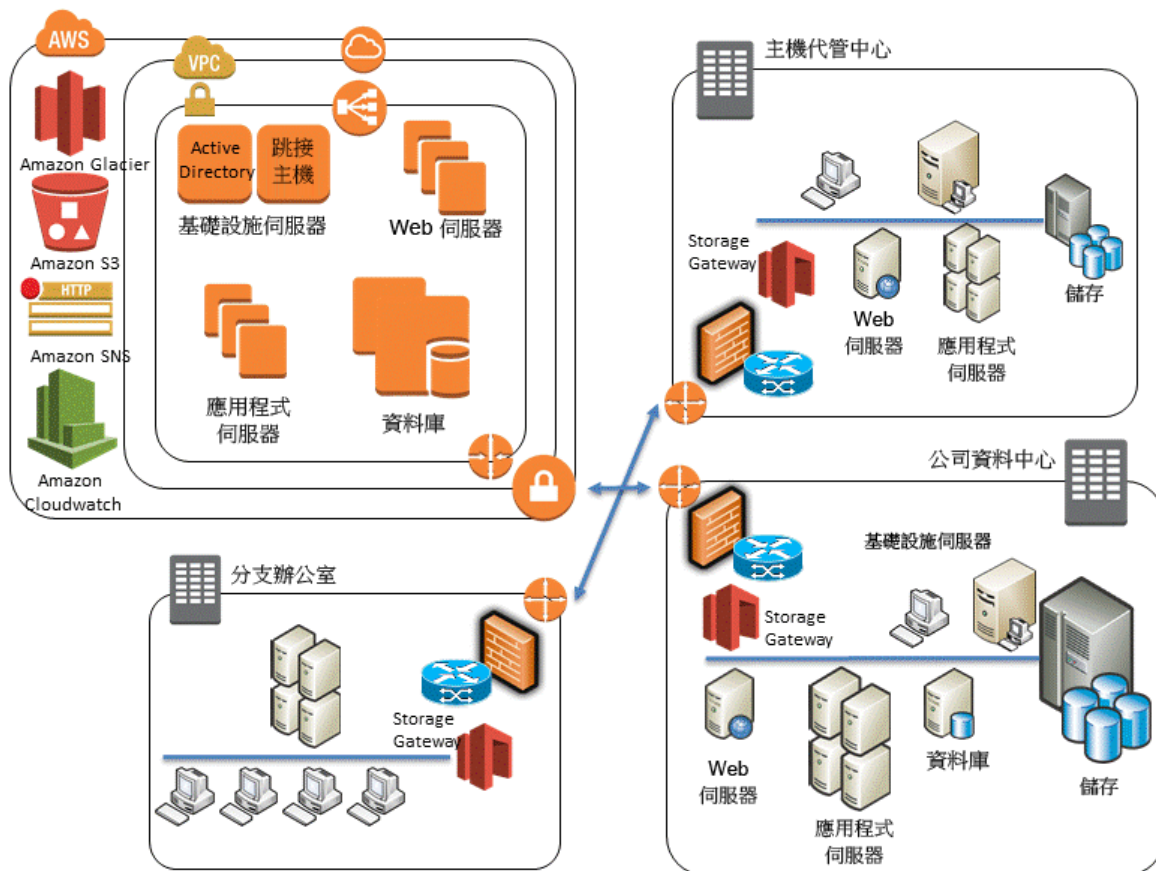 AWS
VPC
Amazon Glacier
Amazon S3
HTTP
Amazon SNS
Amazon
Cloudwatch
Active
Directory
跳接
主機
基礎設施伺服器
Web 伺服器
應用程式
伺服器
資料庫
主機代管中心
Storage
Gateway
Web
伺服器
應用程式
伺服器
儲存
公司資料中心
基礎設施伺服器
Storage
Gateway
Web
伺服器
應用程式
伺服器
資料庫
儲存
分支辦公室
Storage
Gateway